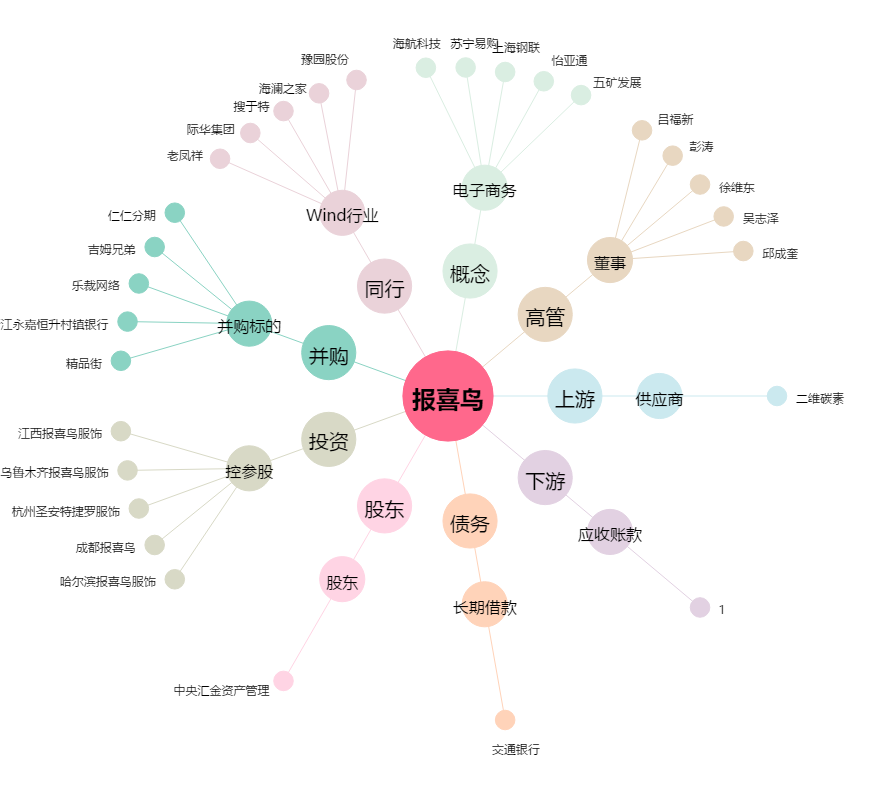 海航科技
苏宁易购
上海钢联
怡亚通
五矿发展
豫园股份
海澜之家
搜于特
际华集团
老凤祥
吕福新
彭涛
徐维东
吴志泽
邱成奎
电子商务
Wind行业
董事
概念
同行
高管
仁仁分期
吉姆兄弟
乐裁网络
江永嘉恒升村镇银行
精品街
并购标的
并购
报喜鸟
上游
供应商
二维碳素
江西报喜鸟服饰
乌鲁木齐报喜鸟服饰
杭州圣安特捷罗服饰
成都报喜鸟
哈尔滨报喜鸟服饰
控参股
投资
下游
应收账款
1
股东
股东
中央汇金资产管理
债务
长期借款
交通银行